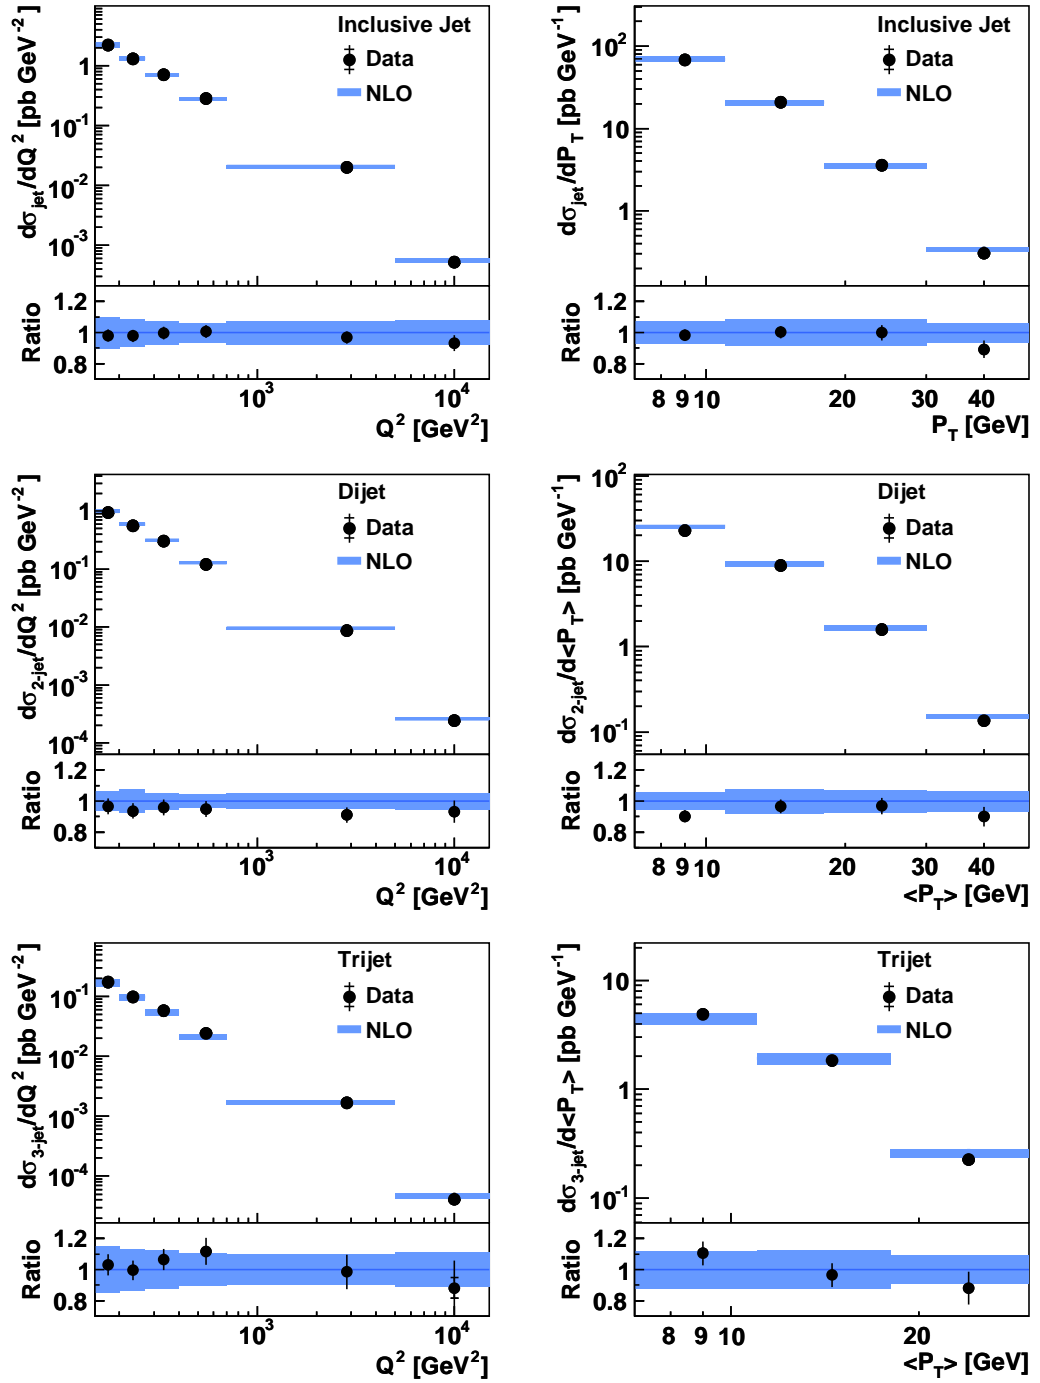 dσjet/dQ² [pb GeV⁻²]
Inclusive Jet
Data
NLO
1
10⁻¹
10⁻²
10⁻³
Ratio
1.2
1
0.8
10³ 10⁴
Q² [GeV²]
dσjet/dPT [pb GeV⁻¹]
Inclusive Jet
Data
NLO
10²
10
1
Ratio
1.2
1
0.8
8 9 10 20 30 40
PT [GeV]
dσ2-jet/dQ² [pb GeV⁻²]
Dijet
Data
NLO
1
10⁻¹
10⁻²
10⁻³
10⁻⁴
Ratio
1.2
1
0.8
10³ 10⁴
Q² [GeV²]
dσ2-jet/d<PT> [pb GeV⁻¹]
Dijet
Data
NLO
10²
10
1
10⁻¹
Ratio
1.2
1
0.8
8 9 10 20 30 40
<PT> [GeV]
dσ3-jet/dQ² [pb GeV⁻²]
Trijet
Data
NLO
10⁻¹
10⁻²
10⁻³
10⁻⁴
Ratio
1.2
1
0.8
10³ 10⁴
Q² [GeV²]
dσ3-jet/d<PT> [pb GeV⁻¹]
Trijet
Data
NLO
10
1
10⁻¹
Ratio
1.2
1
0.8
8 9 10 20
<PT> [GeV]